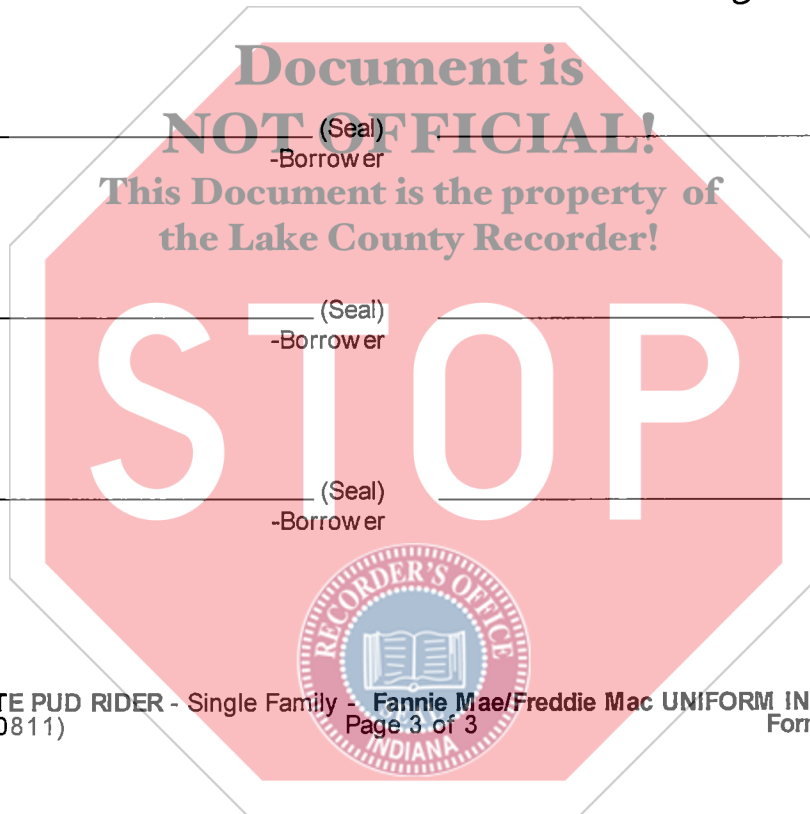 Document is
NOT OFFICIAL!
(Seal)
-Borrower
This Document is the property of
the Lake County Recorder!
(Seal)
-Borrower
STOP
(Seal)
-Borrower
RECORDER'S OFFICE
TE PUD RIDER - Single Family - Fannie Mae/Freddie Mac UNIFORM IN
0811) Page 3 of 3 Forr
INDIANA